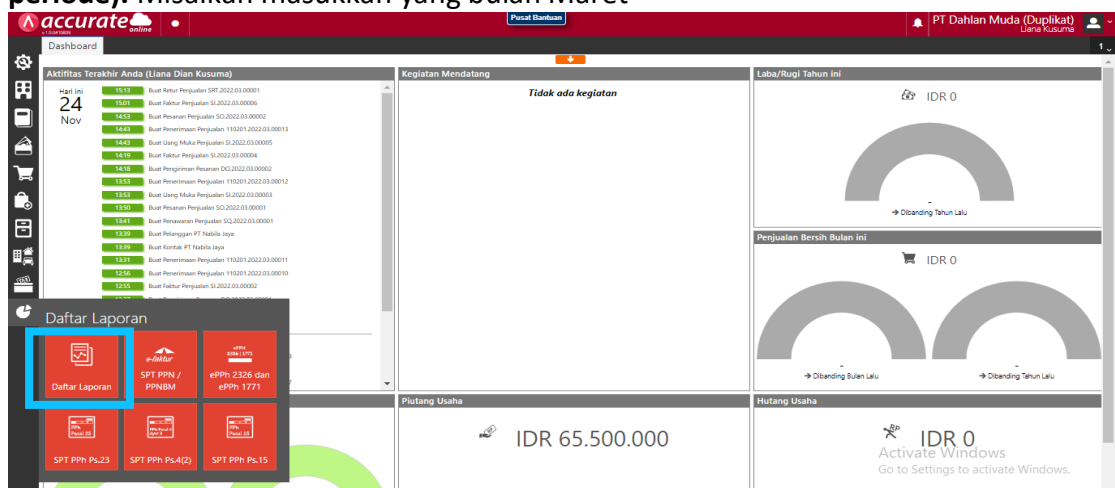 periode). Misalkan masukkan yang bulan Maret
accurate online
Pusat Bantuan
PT Dahlan Muda (Duplikat)
Liana Kusuma
Dashboard
1
Aktifitas Terakhir Anda (Liana Dian Kusuma)
Hari ini
24
Nov
15:13 Buat Retur Penjualan SRT.2022.03.00001
15:01 Buat Faktur Penjualan SI.2022.03.00006
14:53 Buat Pesanan Penjualan SO.2022.03.00002
14:43 Buat Penerimaan Penjualan 110201.2022.03.00013
14:43 Buat Uang Muka Penjualan SI.2022.03.00005
14:19 Buat Faktur Penjualan SI.2022.03.00004
14:18 Buat Pengiriman Pesanan DO.2022.03.00002
13:53 Buat Penerimaan Penjualan 110201.2022.03.00012
13:53 Buat Uang Muka Penjualan SI.2022.03.00003
13:50 Buat Pesanan Penjualan SO.2022.03.00001
13:41 Buat Penawaran Penjualan SQ.2022.03.00001
13:39 Buat Pelanggan PT Nabila Jaya
13:39 Buat Kontak PT Nabila Jaya
13:31 Buat Penerimaan Penjualan 110201.2022.03.00011
12:56 Buat Penerimaan Penjualan 110201.2022.03.00010
12:55 Buat Faktur Penjualan SI.2022.03.00002
Kegiatan Mendatang
Tidak ada kegiatan
Laba/Rugi Tahun ini
IDR 0
-
→ Dibanding Tahun Lalu
Penjualan Bersih Bulan ini
IDR 0
-
→ Dibanding Bulan Lalu
-
→ Dibanding Tahun Lalu
Daftar Laporan
Daftar Laporan
e-faktur
SPT PPN /
PPNBM
ePPH
2326 | 1771
ePPh 2326 dan
ePPh 1771
SPT PPh Ps.23
SPT PPh Ps.4(2)
SPT PPh Ps.15
Piutang Usaha
IDR 65.500.000
Hutang Usaha
RP
IDR 0
Activate Windows
Go to Settings to activate Windows.